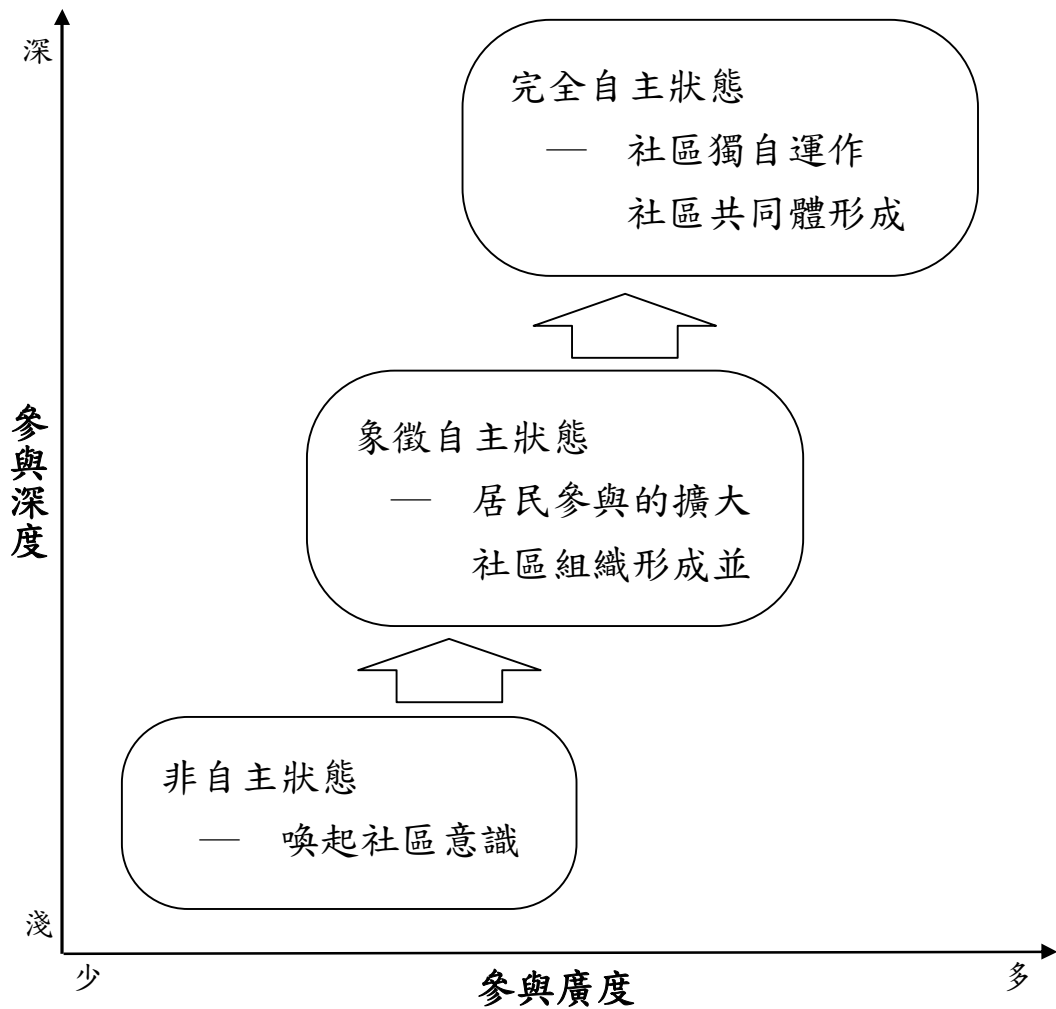 深
完全自主狀態
— 社區獨自運作
社區共同體形成
參與深度
象徵自主狀態
— 居民參與的擴大
社區組織形成並
非自主狀態
— 喚起社區意識
淺
少
參與廣度
多